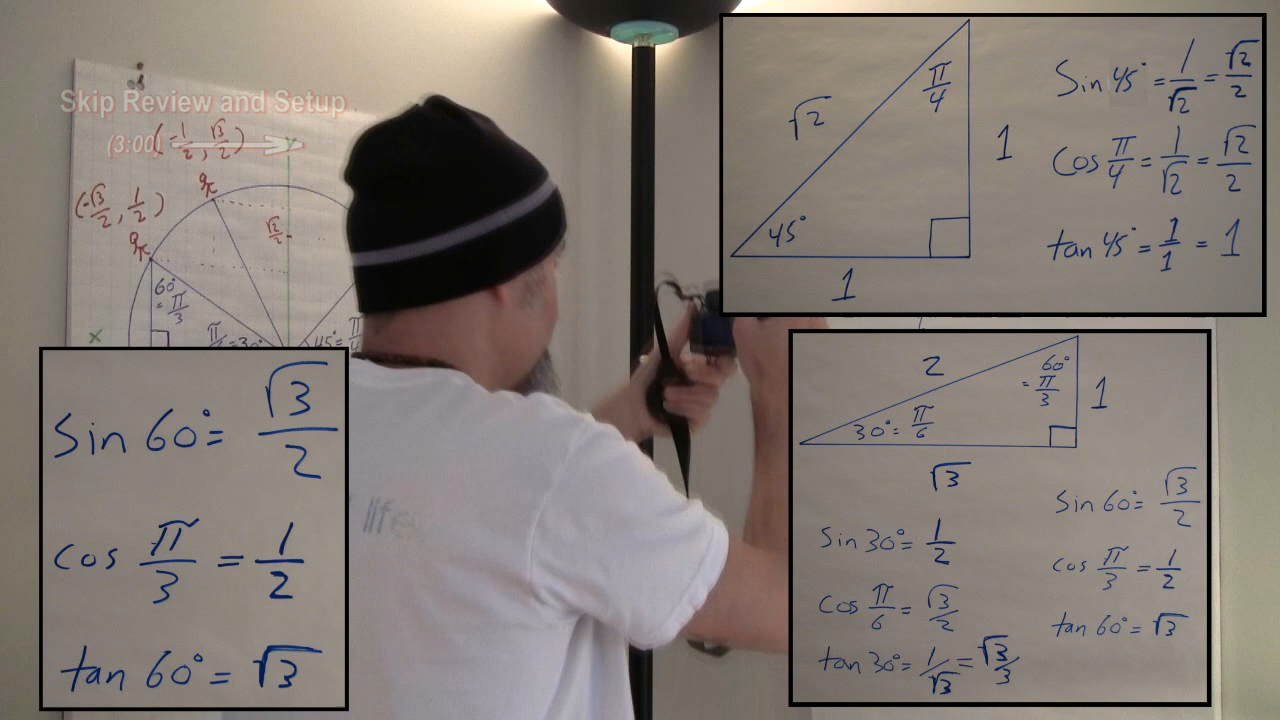 Skip Review and Setup
(3:00)
(-1/2, √3/2)
(-√3/2, 1/2)
√2/2
60°
= π/3
x
45° = π
sin 60° = √3/2
cos π/3 = 1/2
tan 60° = √3
life
√2
π/4
1
45°
1
Sin 45° = 1/√2 = √2/2
Cos π/4 = 1/√2 = √2/2
tan 45° = 1/1 = 1
2
60°
= π/3
1
30° = π/6
√3
Sin 30° = 1/2
cos π/6 = √3/2
tan 30° = 1/√3 = √3/3
Sin 60° = √3/2
cos π/3 = 1/2
tan 60° = √3